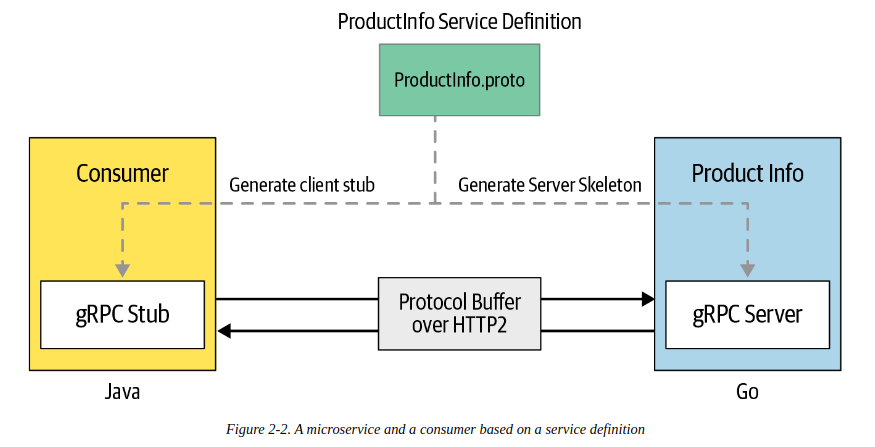 ProductInfo Service Definition
ProductInfo.proto
Consumer
Product Info
Generate client stub
Generate Server Skeleton
gRPC Stub
Protocol Buffer
over HTTP2
gRPC Server
Java
Go
Figure 2-2. A microservice and a consumer based on a service definition